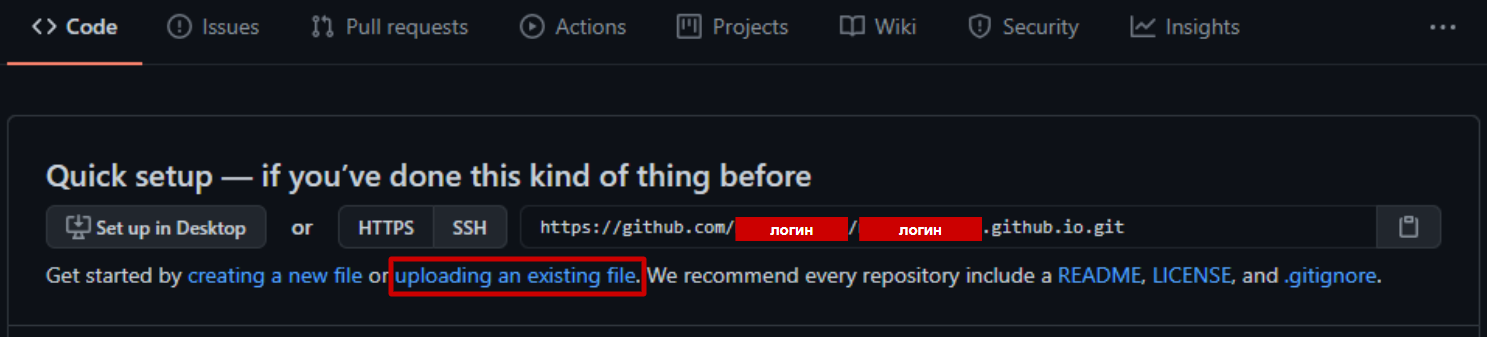 Code Issues Pull requests Actions Projects Wiki Security Insights
Quick setup — if you’ve done this kind of thing before
Set up in Desktop or HTTPS SSH https://github.com/логин/логин.github.io.git
Get started by creating a new file or uploading an existing file. We recommend every repository include a README, LICENSE, and .gitignore.